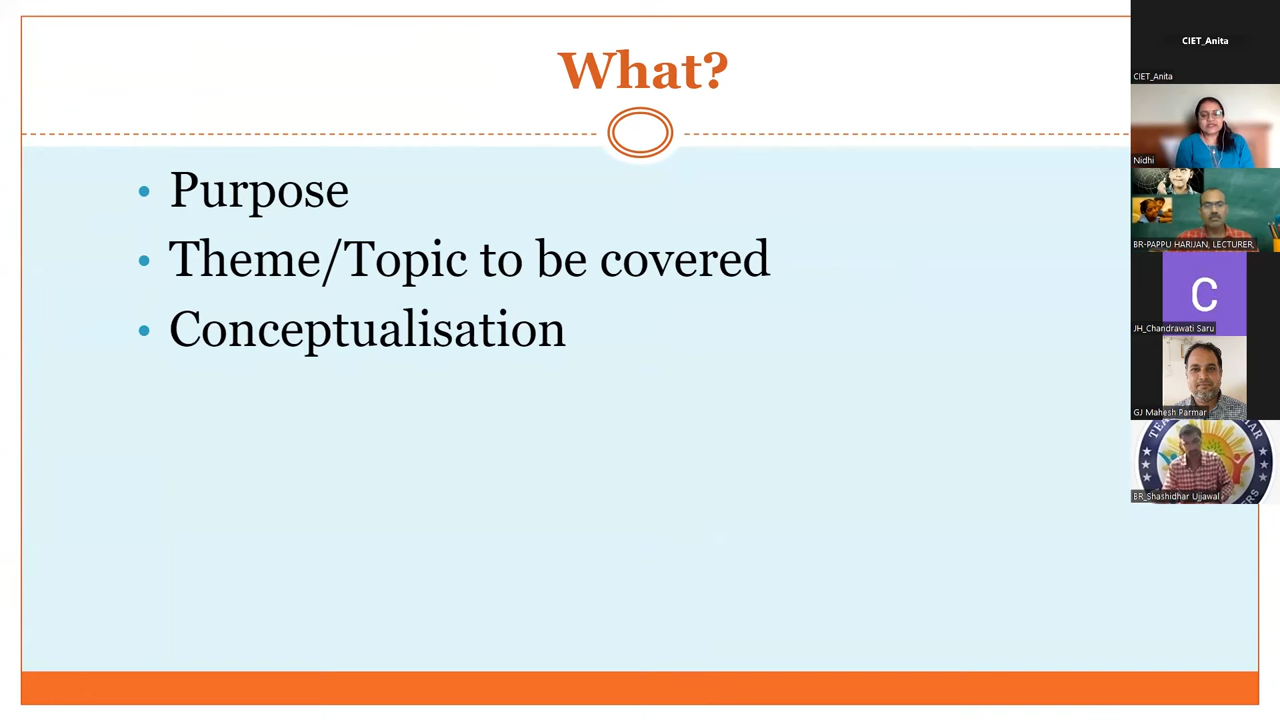 What?
• Purpose
• Theme/Topic to be covered
• Conceptualisation
CIET_Anita
CIET_Anita
Nidhi
BR-PAPPU HARIJAN, LECTURER,
C
JH_Chandrawati Saru
GJ Mahesh Parmar
BR_Shashidhar Ujjawal